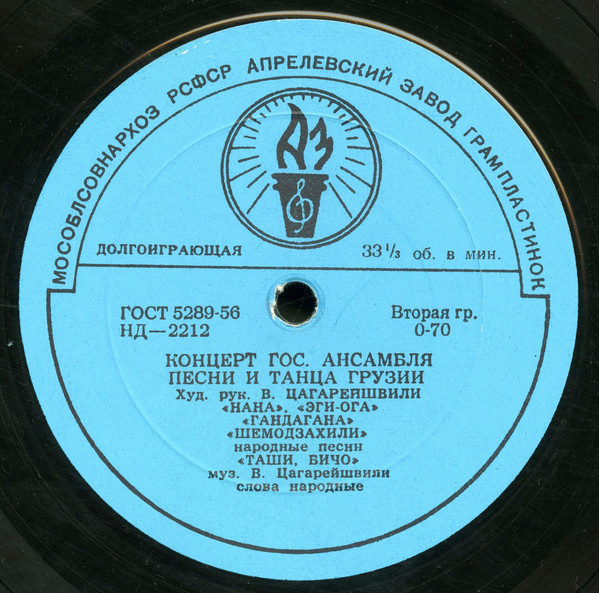 МОСОБЛСОВНАРХОЗ РСФСР АПРЕЛЕВСКИЙ ЗАВОД ГРАМПЛАСТИНОК
АЗ
ДОЛГОИГРАЮЩАЯ 33 1/3 об. в мин.
ГОСТ 5289-56 Вторая гр.
НД—2212 0-70
КОНЦЕРТ ГОС. АНСАМБЛЯ
ПЕСНИ И ТАНЦА ГРУЗИИ
Худ. рук. В. ЦАГАРЕЙШВИЛИ
«НАНА», «ЭГИ-ОГА»
«ГАНДАГАНА»
«ШЕМОДЗАХИЛИ»
народные песни
«ТАШИ, БИЧО»
муз. В. Цагарейшвили
слова народные